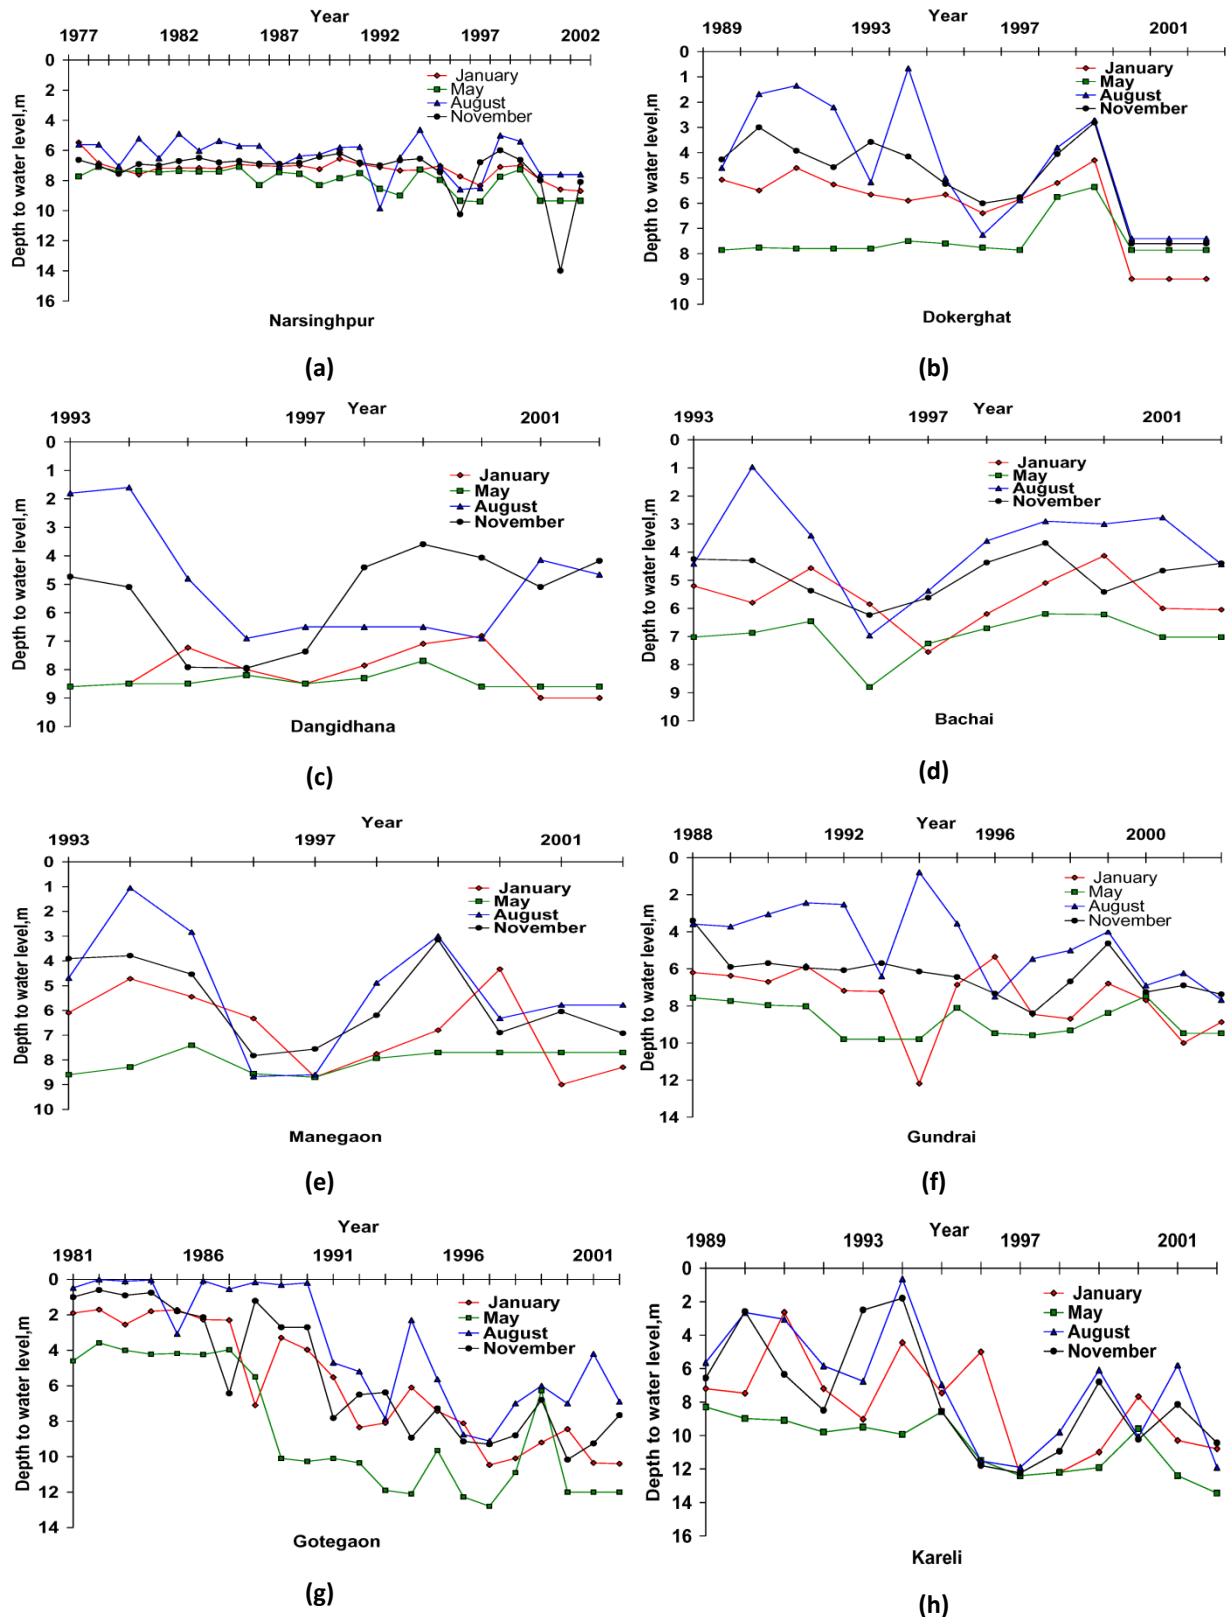 Year
1977 1982 1987 1992 1997 2002
0
2
4
6
8
10
12
14
16
Depth to water level,m
January
May
August
November
Narsinghpur
(a)
Year
1989 1993 1997 2001
0
1
2
3
4
5
6
7
8
9
10
Depth to water level,m
January
May
August
November
Dokerghat
(b)
Year
1993 1997 2001
0
1
2
3
4
5
6
7
8
9
10
Depth to water level,m
January
May
August
November
Dangidhana
(c)
Year
1993 1997 2001
0
1
2
3
4
5
6
7
8
9
10
Depth to water level,m
January
May
August
November
Bachai
(d)
Year
1993 1997 2001
0
1
2
3
4
5
6
7
8
9
10
Depth to water level,m
January
May
August
November
Manegaon
(e)
Year
1988 1992 1996 2000
0
2
4
6
8
10
12
14
Depth to water level,m
January
May
August
November
Gundrai
(f)
Year
1981 1986 1991 1996 2001
0
2
4
6
8
10
12
14
Depth to water level,m
January
May
August
November
Gotegaon
(g)
Year
1989 1993 1997 2001
0
2
4
6
8
10
12
14
16
Depth to water level,m
January
May
August
November
Kareli
(h)